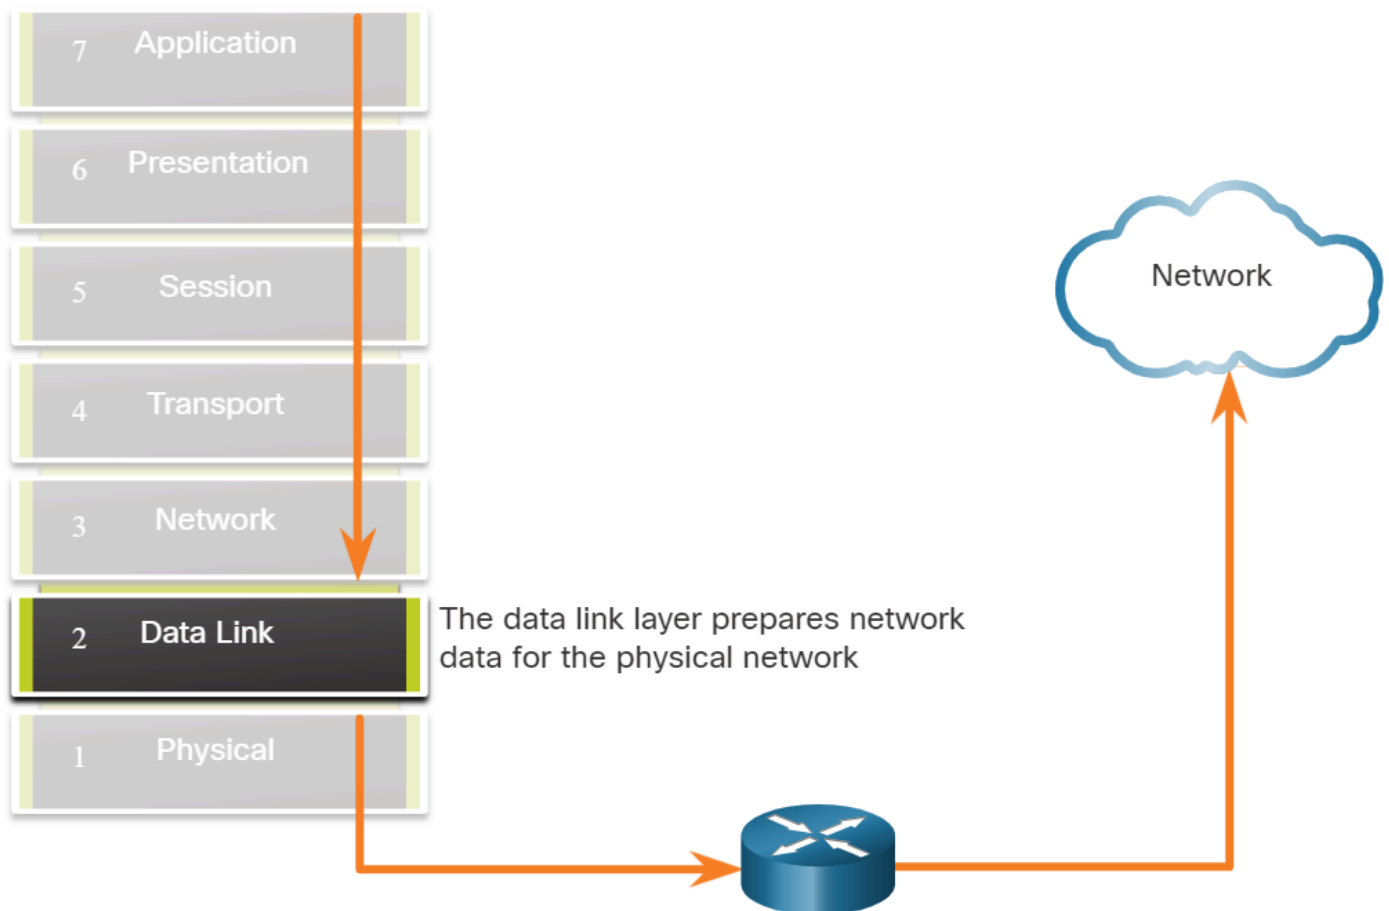 7 Application
6 Presentation
5 Session
4 Transport
3 Network
2 Data Link
The data link layer prepares network
data for the physical network
1 Physical
Network